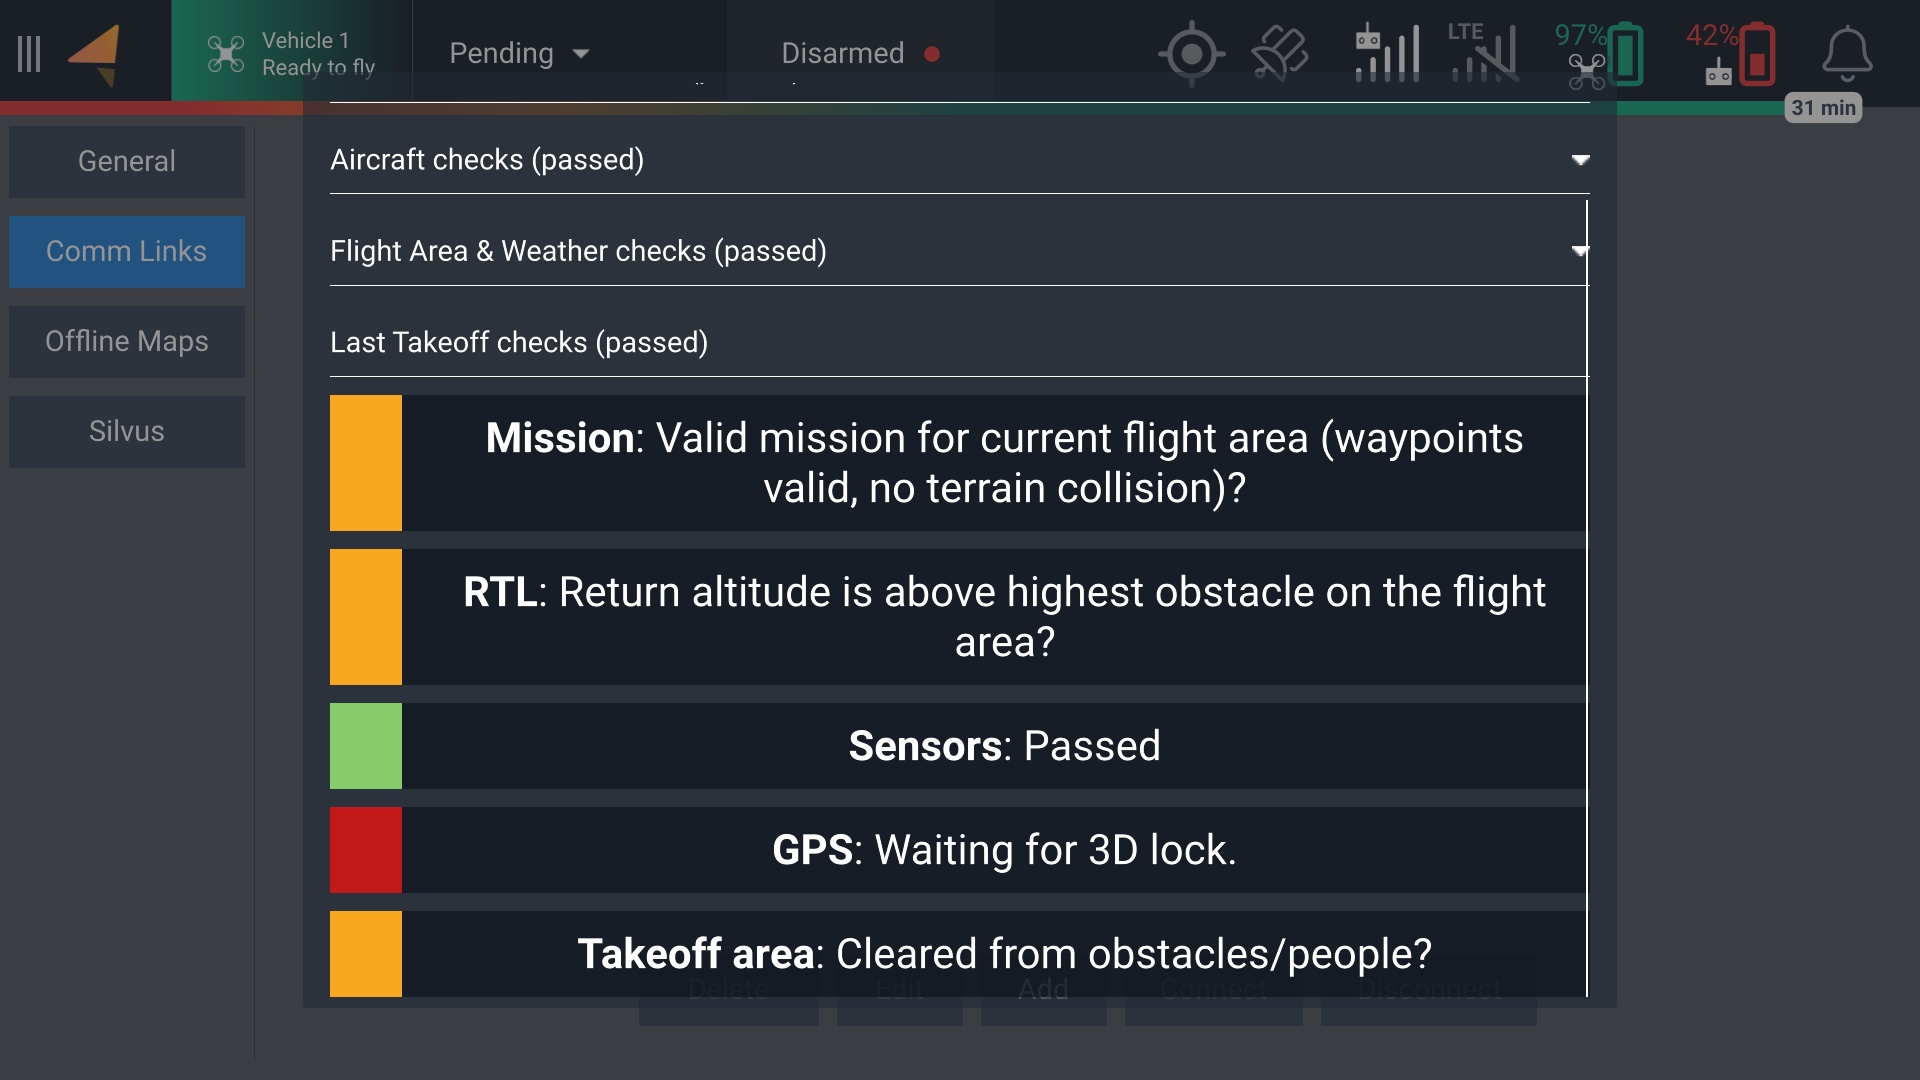 Vehicle 1
Ready to fly
Pending
Disarmed
LTE
97%
42%
31 min
General
Comm Links
Offline Maps
Silvus
Aircraft checks (passed)
Flight Area & Weather checks (passed)
Last Takeoff checks (passed)
Mission: Valid mission for current flight area (waypoints
valid, no terrain collision)?
RTL: Return altitude is above highest obstacle on the flight
area?
Sensors: Passed
GPS: Waiting for 3D lock.
Takeoff area: Cleared from obstacles/people?
Delete
Edit
Add
Connect
Disconnect